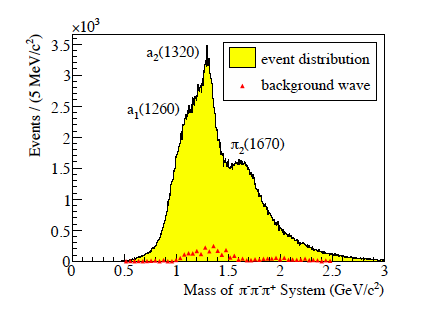 ×10³
3.5
3
2.5
2
1.5
1
0.5
0
Events / (5 MeV/c²)
a₂(1320)
a₁(1260)
π₂(1670)
event distribution
background wave
0 0.5 1 1.5 2 2.5 3
Mass of π⁻π⁻π⁺ System (GeV/c²)